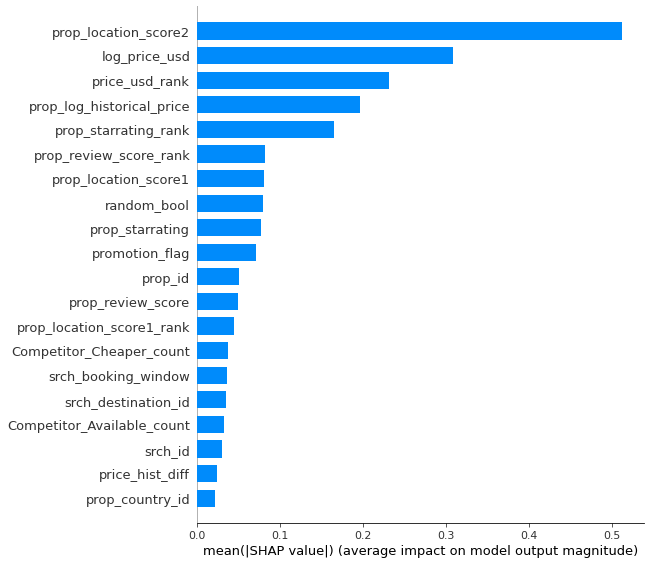 prop_location_score2
log_price_usd
price_usd_rank
prop_log_historical_price
prop_starrating_rank
prop_review_score_rank
prop_location_score1
random_bool
prop_starrating
promotion_flag
prop_id
prop_review_score
prop_location_score1_rank
Competitor_Cheaper_count
srch_booking_window
srch_destination_id
Competitor_Available_count
srch_id
price_hist_diff
prop_country_id
0.0 0.1 0.2 0.3 0.4 0.5
mean(|SHAP value|) (average impact on model output magnitude)